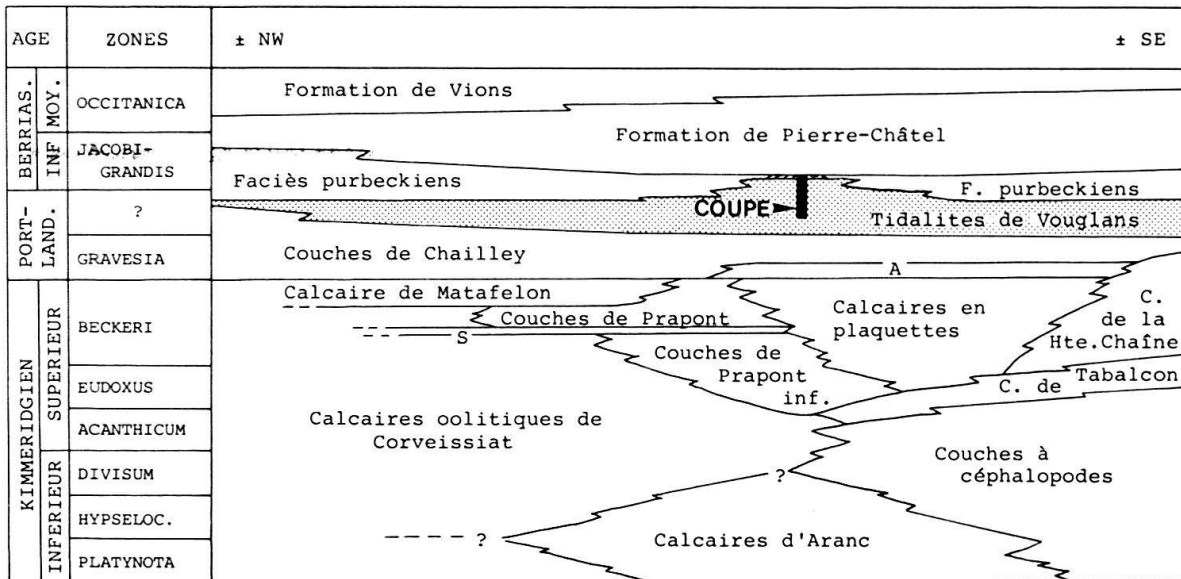 AGE
ZONES
± NW
± SE
BERRIAS.
MOY.
INF
OCCITANICA
JACOBI-
GRANDIS
PORT-
LAND.
?
GRAVESIA
KIMMERIDGIEN
SUPERIEUR
INFERIEUR
BECKERI
EUDOXUS
ACANTHICUM
DIVISUM
HYPSELOC.
PLATYNOTA
Formation de Vions
Formation de Pierre-Châtel
Faciès purbeckiens
F. purbeckiens
COUPE
Tidalites de Vouglans
Couches de Chailley
A
Calcaire de Matafelon
Couches de Prapont
S
Calcaires en
plaquettes
C.
de la
Hte.Chaîne
Couches de
Prapont
inf.
C. de Tabalcon
Calcaires oolitiques de
Corveissiat
Couches à
céphalopodes
?
?
Calcaires d'Aranc